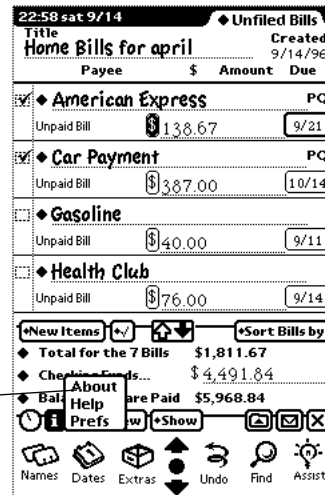 22:58 sat 9/14 ◆ Unfiled Bills
Title Created
Home Bills for april 9/14/96
Payee $ Amount Due
◆ American Express PQ
Unpaid Bill $ 138.67 9/21
◆ Car Payment PQ
Unpaid Bill $ 387.00 10/14
◆ Gasoline
Unpaid Bill $ 40.00 9/11
◆ Health Club
Unpaid Bill $ 76.00 9/14
◆New Items ◆√ ◆Sort Bills by
◆ Total for the 7 Bills $1,811.67
◆ $4,491.84
◆ are Paid $5,968.84
About
Help
Prefs
i ◆Show X
Names Dates Extras Undo Find Assist